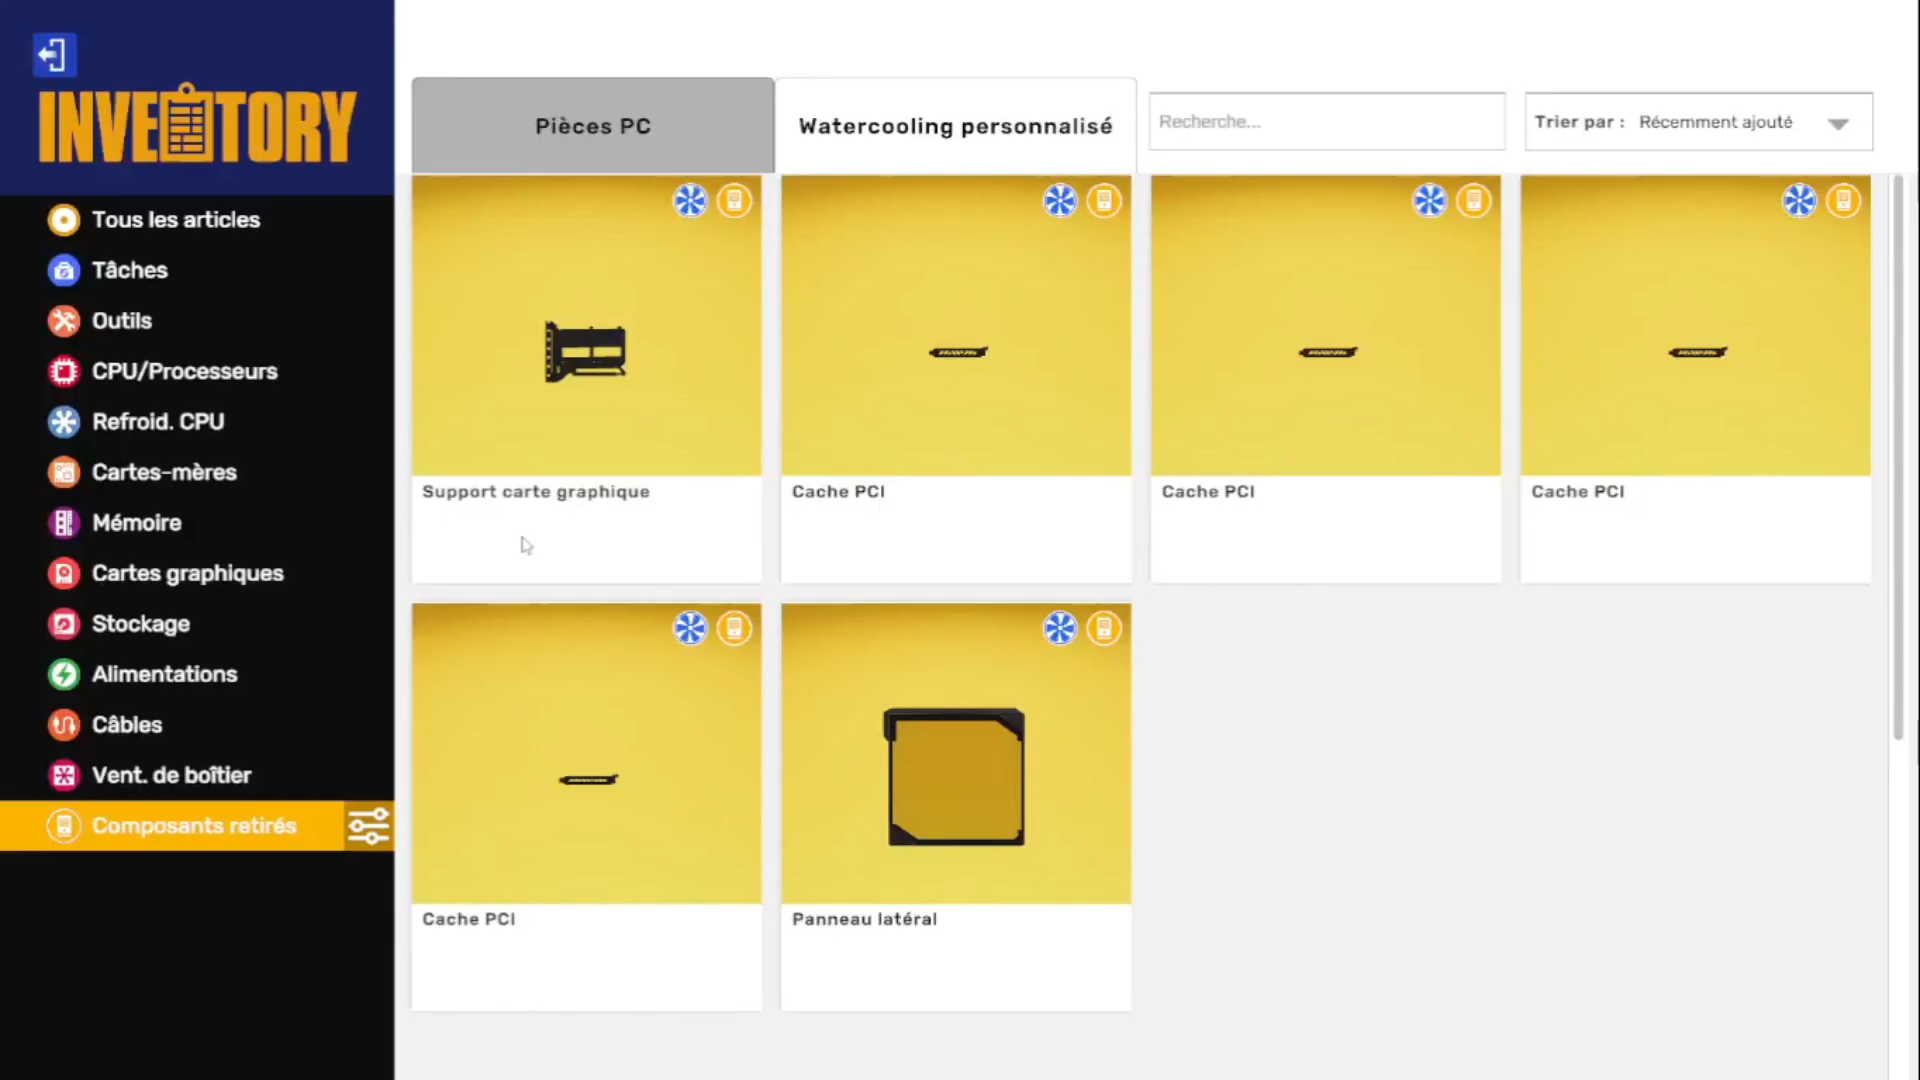 INVENTORY
Pièces PC
Watercooling personnalisé
Recherche...
Trier par : Récemment ajouté
Tous les articles
Tâches
Outils
CPU/Processeurs
Refroid. CPU
Cartes-mères
Mémoire
Cartes graphiques
Stockage
Alimentations
Câbles
Vent. de boîtier
Composants retirés
Support carte graphique
Cache PCI
Cache PCI
Cache PCI
Cache PCI
Panneau latéral